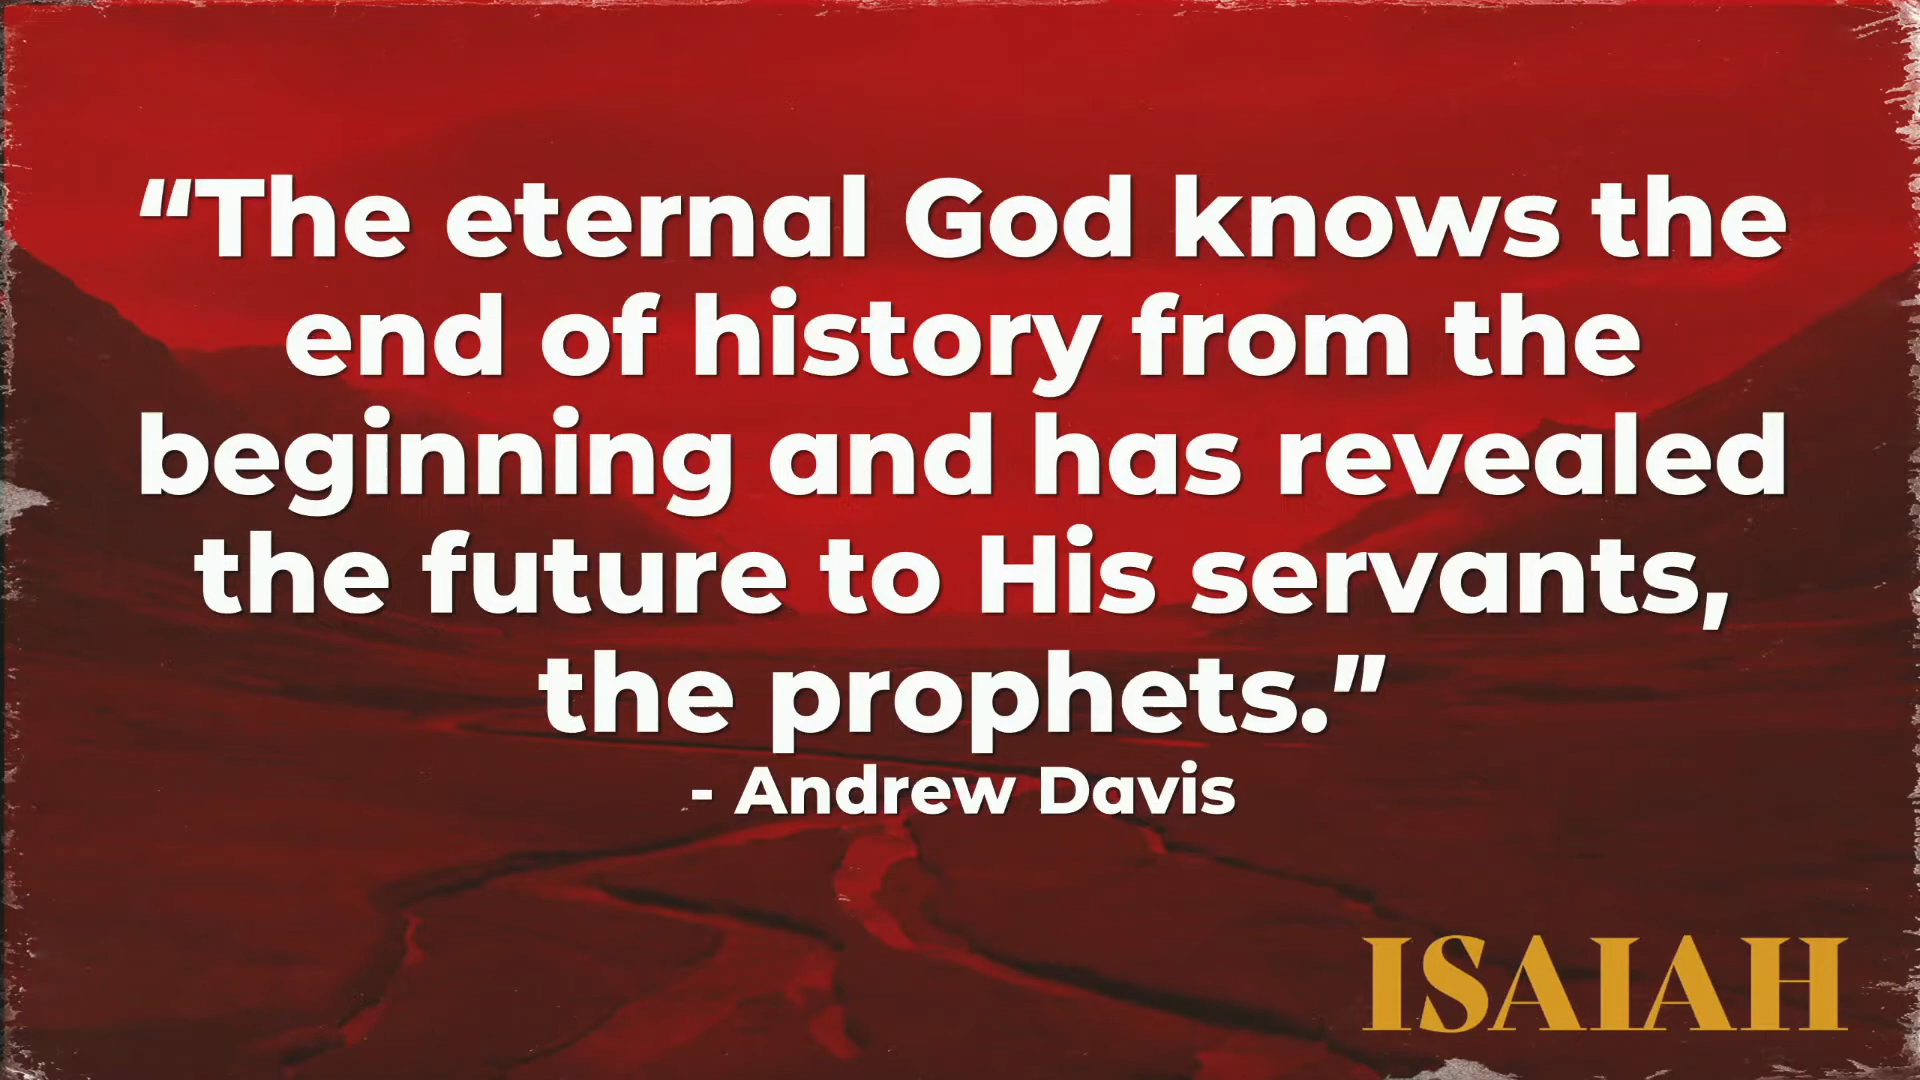 “The eternal God knows the
end of history from the
beginning and has revealed
the future to His servants,
the prophets.”
- Andrew Davis
ISAIAH